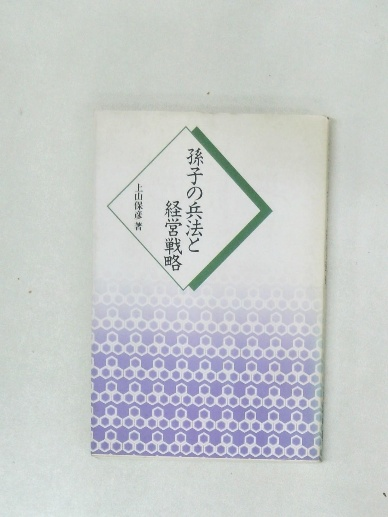 孫子の兵法と
経営戦略
上山保彦著